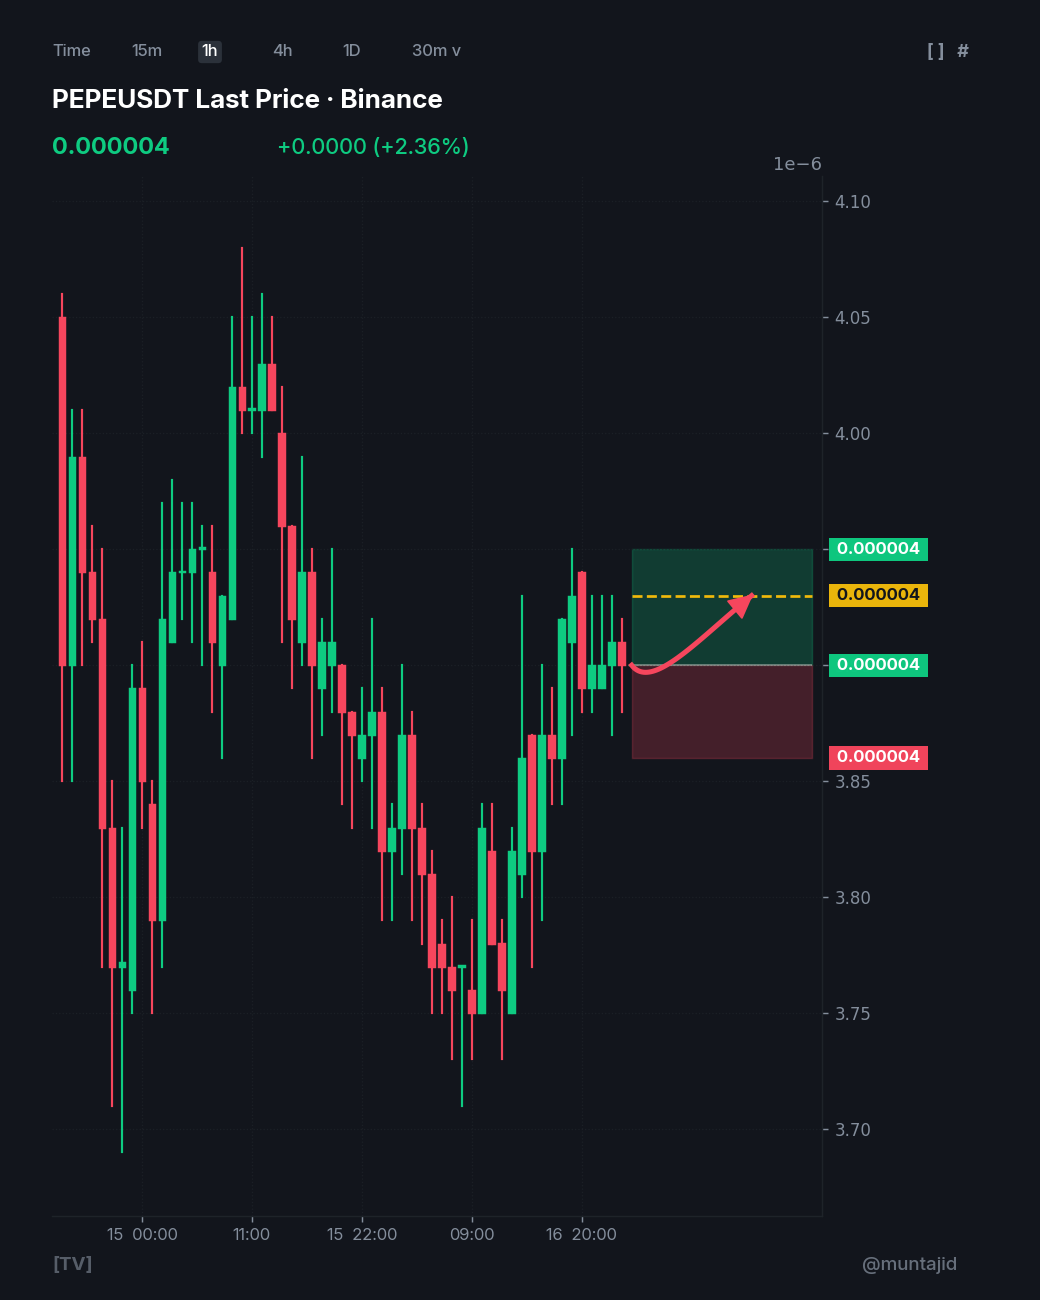 Time 15m 1h 4h 1D 30m v [ ] #
PEPEUSDT Last Price · Binance
0.000004 +0.0000 (+2.36%)
1e−6
4.10
4.05
4.00
0.000004
0.000004
0.000004
0.000004
3.85
3.80
3.75
3.70
15 00:00 11:00 15 22:00 09:00 16 20:00
[TV] @muntajid